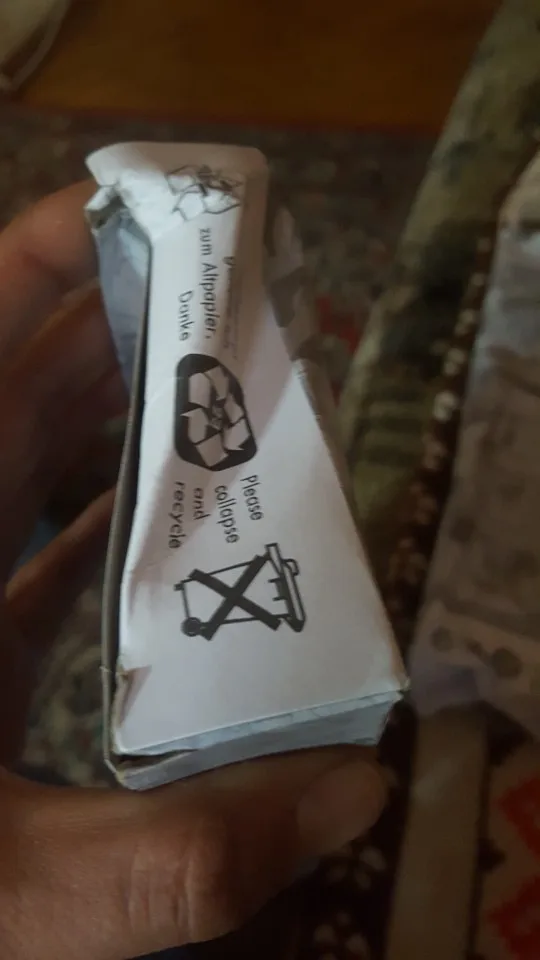 zum Altpapier.
Danke
Please
collapse
and
recycle